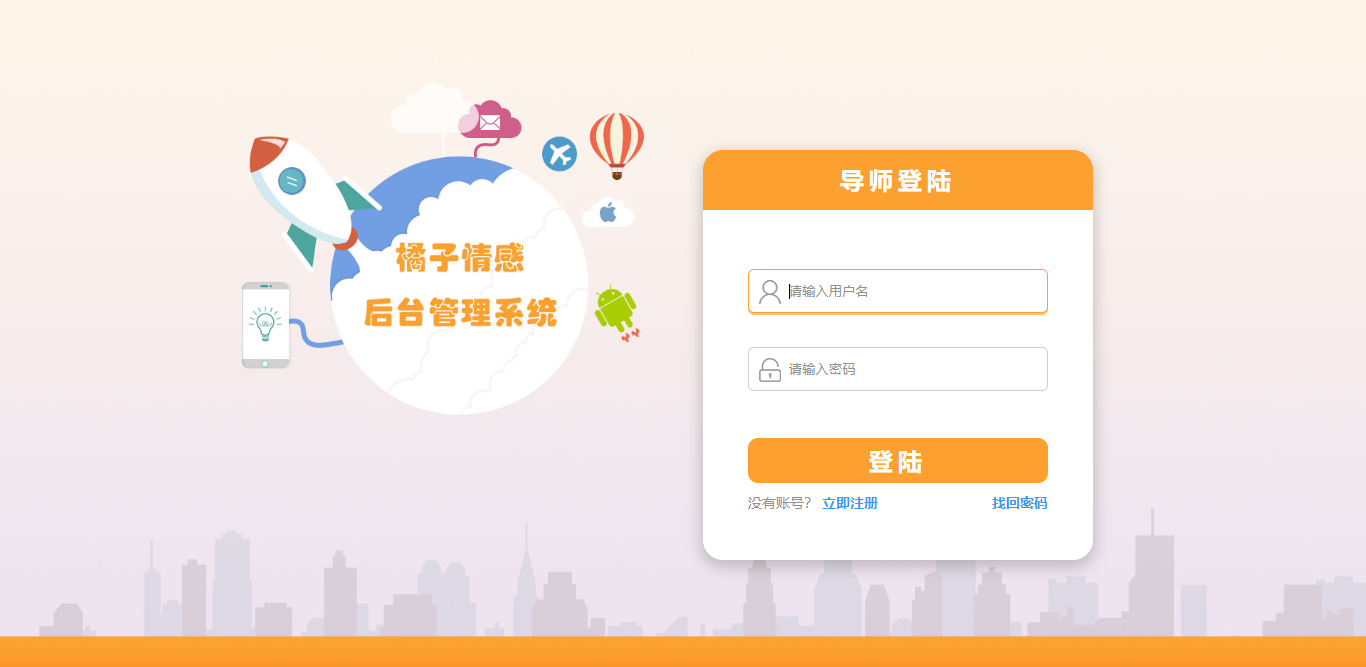 橘子情感
后台管理系统
导师登陆
请输入用户名
请输入密码
登陆
没有账号? 立即注册 找回密码